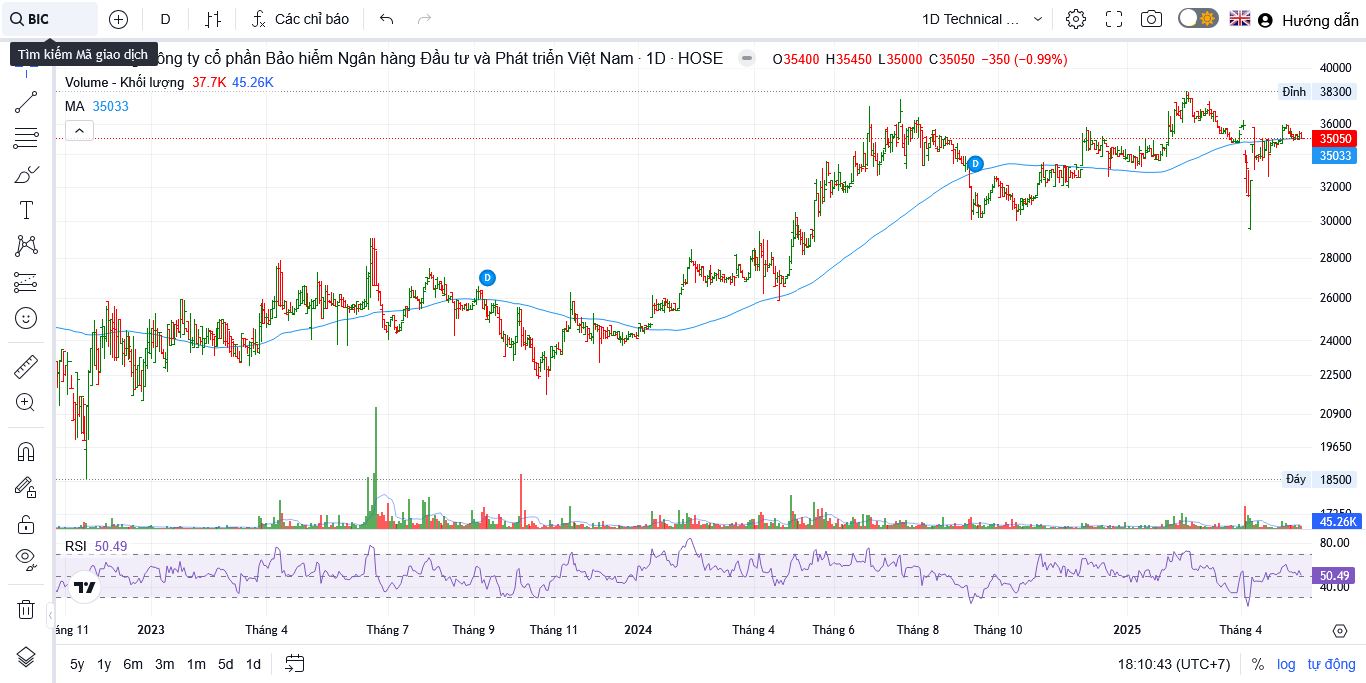 BIC
D
Các chỉ báo
1D Technical ...
Hướng dẫn
Tìm kiếm Mã giao dịch
ông ty cổ phần Bảo hiểm Ngân hàng Đầu tư và Phát triển Việt Nam · 1D · HOSE
O35400 H35450 L35000 C35050 −350 (−0.99%)
Volume - Khối lượng 37.7K 45.26K
MA 35033
40000
Đỉnh 38300
36000
35050
35033
32000
30000
28000
26000
24000
22500
20900
19650
Đáy 18500
17250
45.26K
D
D
RSI 50.49
80.00
50.49
40.00
áng 11 2023 Tháng 4 Tháng 7 Tháng 9 Tháng 11 2024 Tháng 4 Tháng 6 Tháng 8 Tháng 10 2025 Tháng 4
5y 1y 6m 3m 1m 5d 1d
18:10:43 (UTC+7) % log tự động